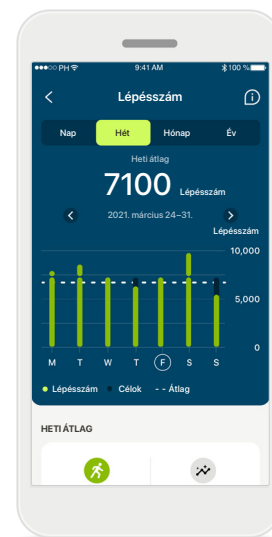 PH
9:41 AM
100 %
Lépésszám
Nap Hét Hónap Év
Heti átlag
7100 Lépésszám
2021. március 24–31.
Lépésszám
10,000
5,000
0
M T W T F S S
Lépésszám Célok - - Átlag
HETI ÁTLAG